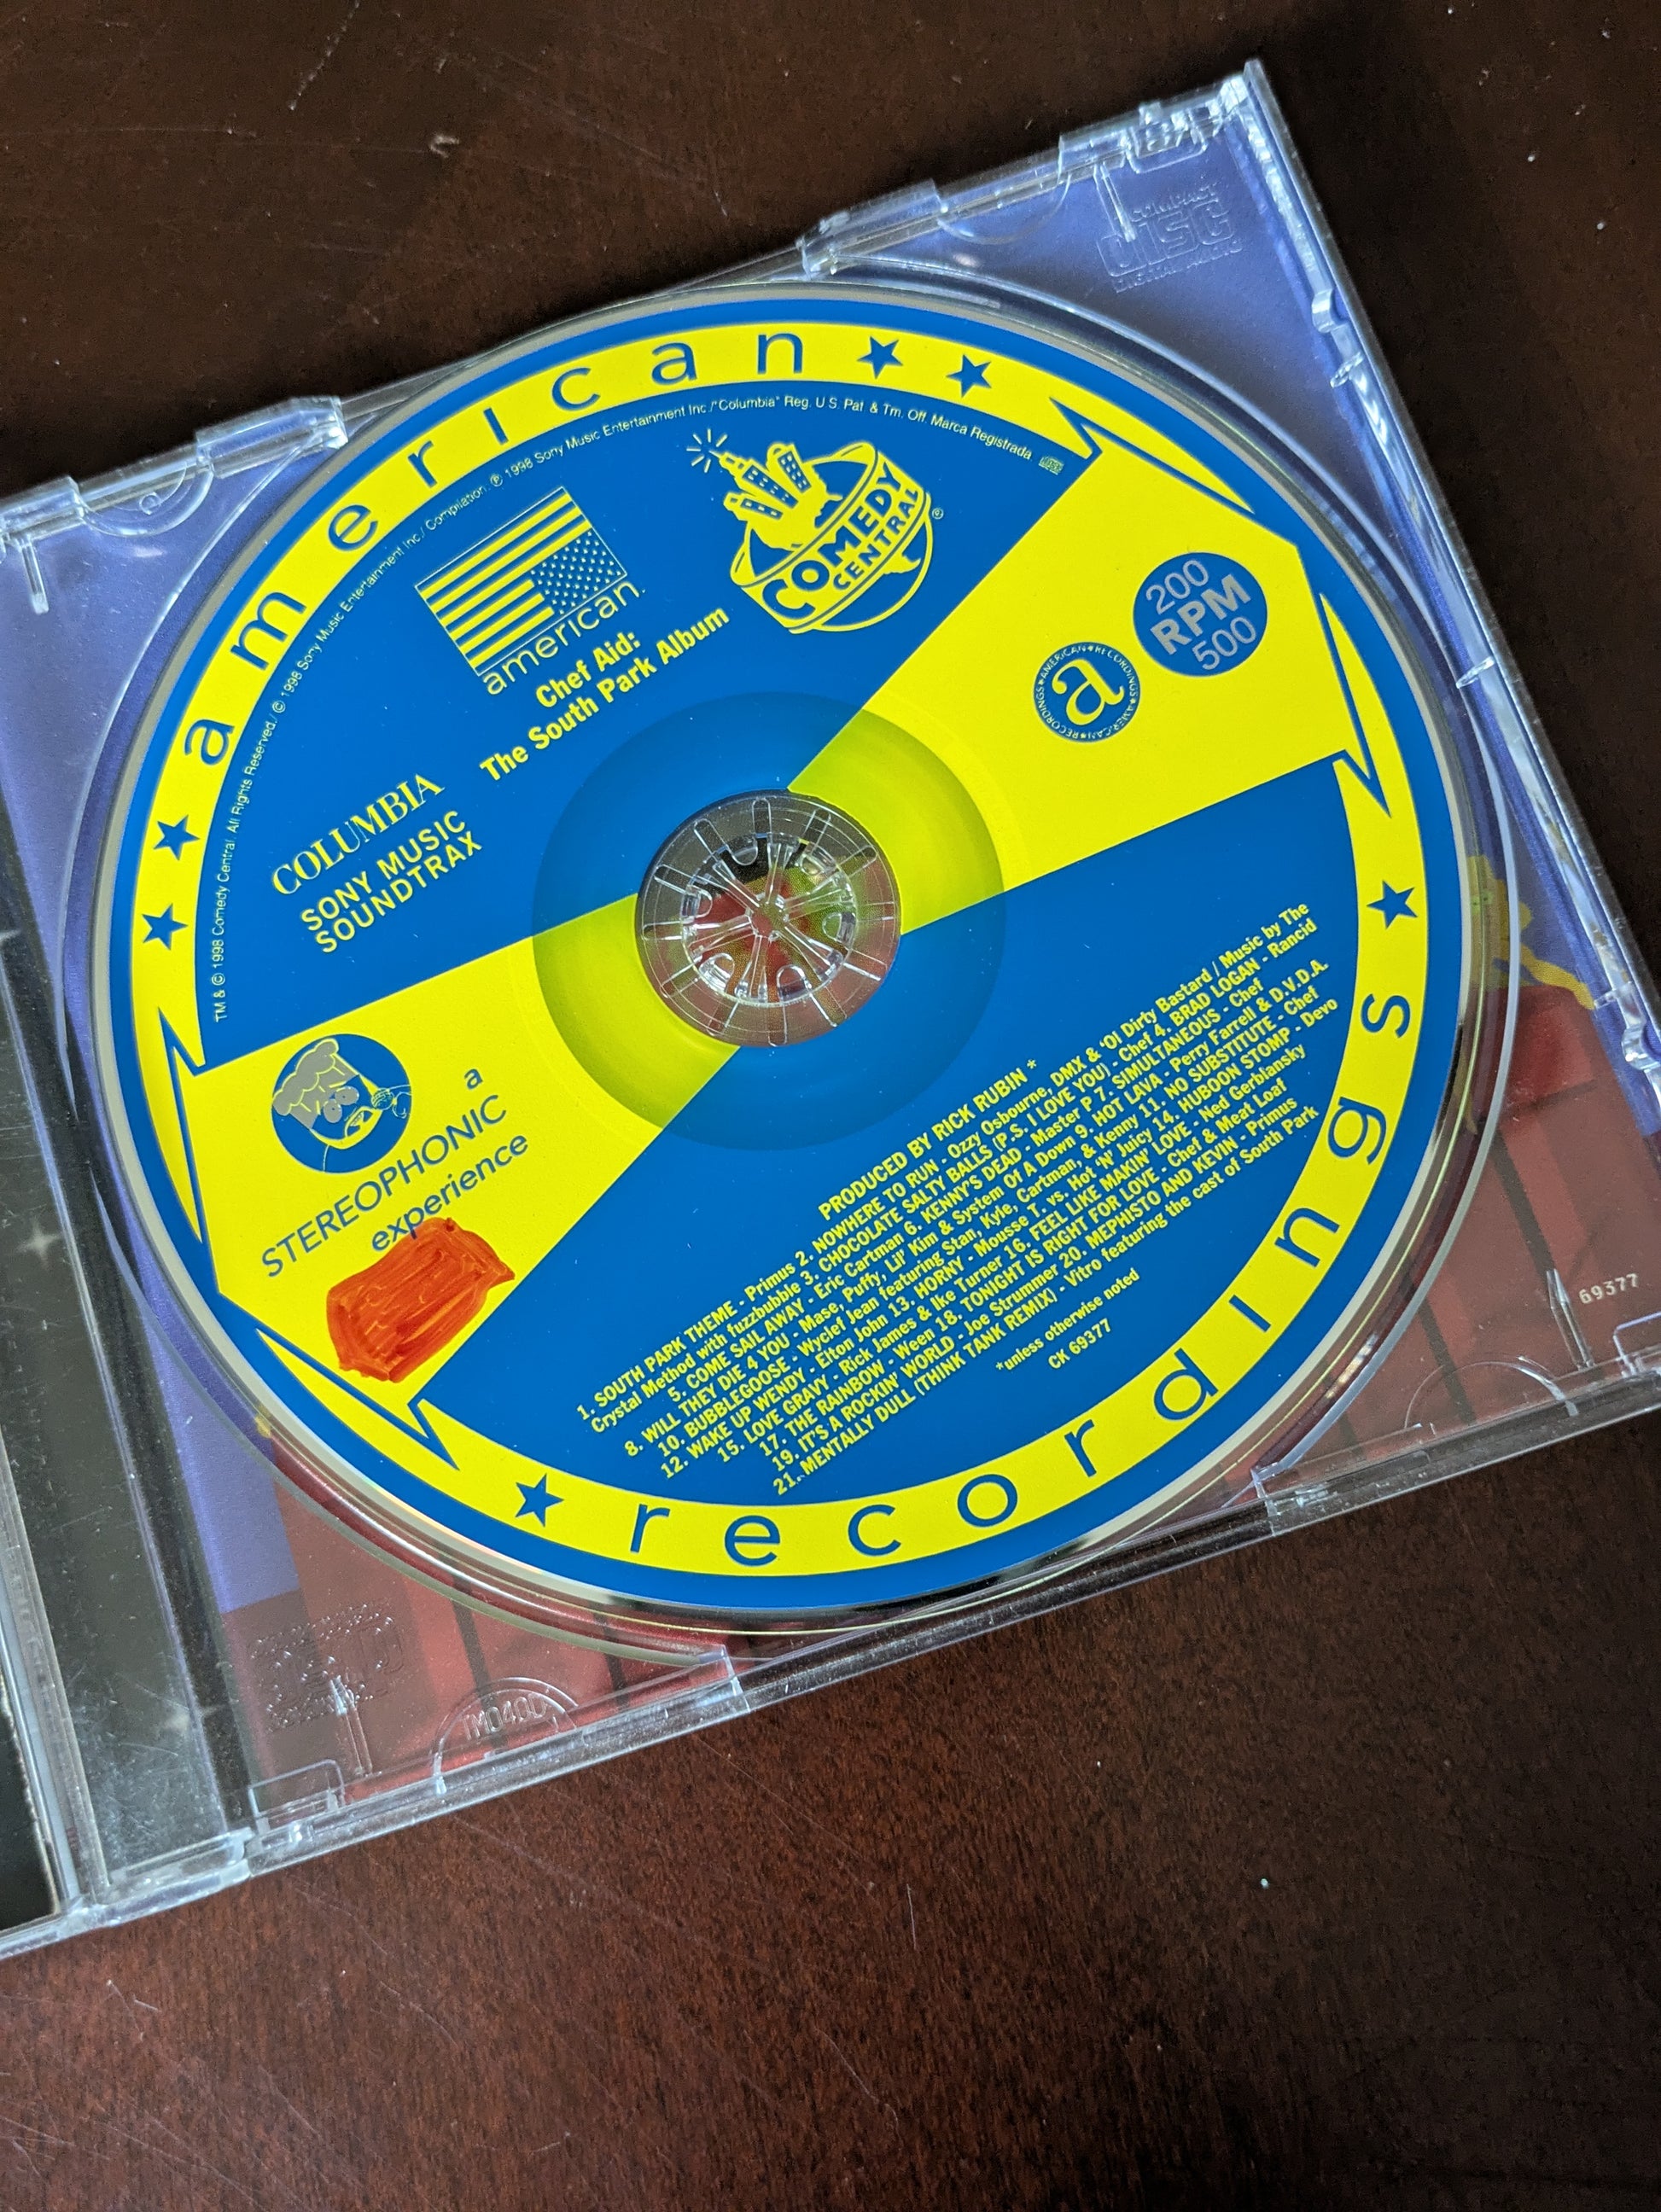 american
TM & © 1998 Comedy Central. All Rights Reserved./ © 1998 Sony Music Entertainment Inc./ Compilation ℗ 1998 Sony Music Entertainment Inc./"Columbia" Reg. U.S. Pat. & Tm. Off. Marca Registrada
american.
COMEDY
CENTRAL®
Chef Aid:
The South Park Album
COLUMBIA
SONY MUSIC
SOUNDTRAX
200
RPM
500
a
AMERICAN★RECORDINGS★AMERICAN★RECORDINGS★
a
STEREOPHONIC
experience
PRODUCED BY RICK RUBIN *
1. SOUTH PARK THEME - Primus 2. NOWHERE TO RUN - Ozzy Osbourne, DMX & 'Ol Dirty Bastard / Music by The
Crystal Method with fuzzbubble 3. CHOCOLATE SALTY BALLS (P.S. I LOVE YOU) - Chef 4. BRAD LOGAN - Rancid
5. COME SAIL AWAY - Eric Cartman 6. KENNY'S DEAD - Master P 7. SIMULTANEOUS - Chef
8. WILL THEY DIE 4 YOU - Mase, Puffy, Lil' Kim & System Of A Down 9. HOT LAVA - Perry Farrell & D.V.D.A.
10. BUBBLEGOOSE - Wyclef Jean featuring Stan, Kyle, Cartman, & Kenny 11. NO SUBSTITUTE - Chef
12. WAKE UP WENDY - Elton John 13. HORNY - Mousse T. vs. Hot 'N' Juicy 14. HUBOON STOMP - Devo
15. LOVE GRAVY - Rick James & Ike Turner 16. FEEL LIKE MAKIN' LOVE - Ned Gerblansky
17. THE RAINBOW - Ween 18. TONIGHT IS RIGHT FOR LOVE - Chef & Meat Loaf
19. IT'S A ROCKIN' WORLD - Joe Strummer 20. MEPHISTO AND KEVIN - Primus
21. MENTALLY DULL (THINK TANK REMIX) - Vitro featuring the cast of South Park
*unless otherwise noted
CK 69377
recordings
COMPACT
disc
DIGITAL AUDIO
69377